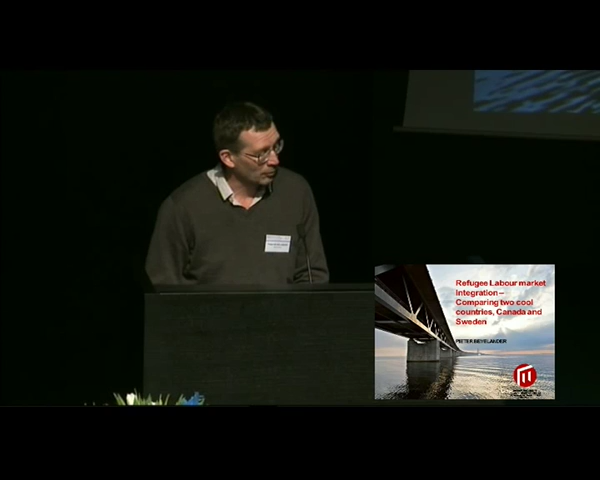 Refugee Labour market
Integration –
Comparing two cool
countries, Canada and
Sweden
PIETER BEVELANDER